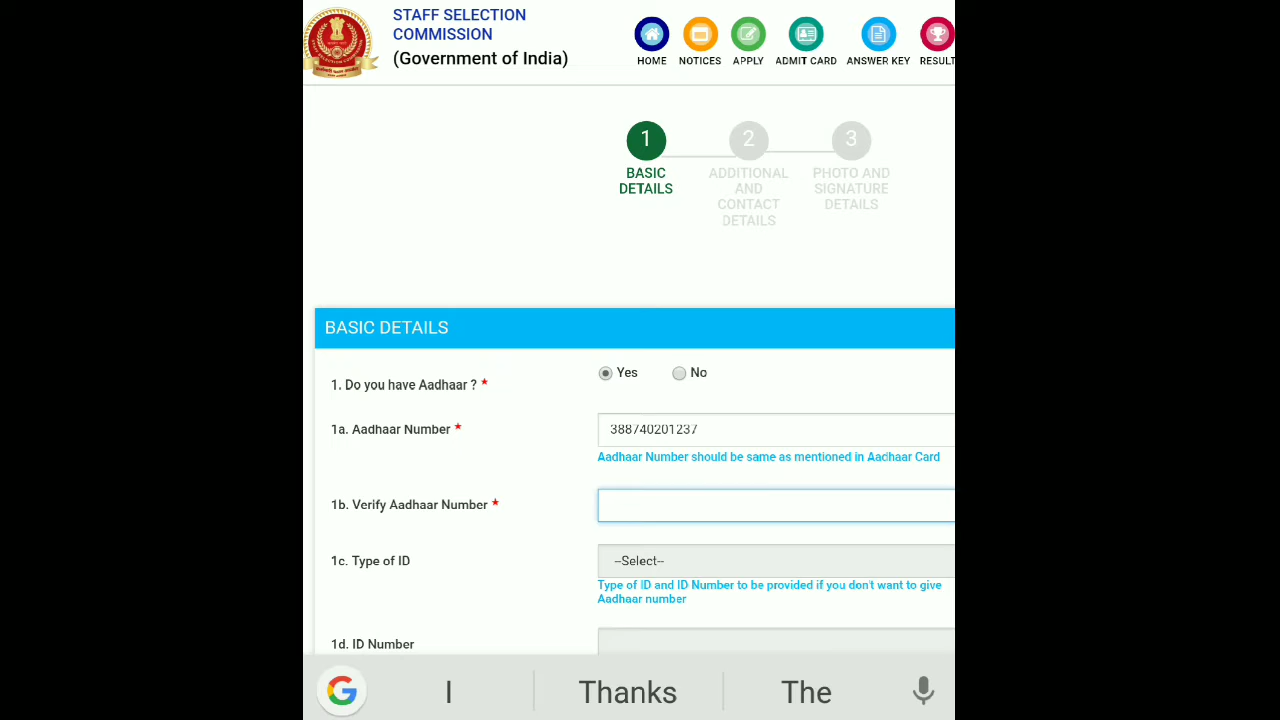 STAFF SELECTION
COMMISSION
(Government of India)
HOME NOTICES APPLY ADMIT CARD ANSWER KEY RESULT
1 2 3
BASIC DETAILS
ADDITIONAL AND CONTACT DETAILS
PHOTO AND SIGNATURE DETAILS
BASIC DETAILS
1. Do you have Aadhaar ? * Yes No
1a. Aadhaar Number * 388740201237
Aadhaar Number should be same as mentioned in Aadhaar Card
1b. Verify Aadhaar Number *
1c. Type of ID --Select--
Type of ID and ID Number to be provided if you don't want to give
Aadhaar number
1d. ID Number
I Thanks The